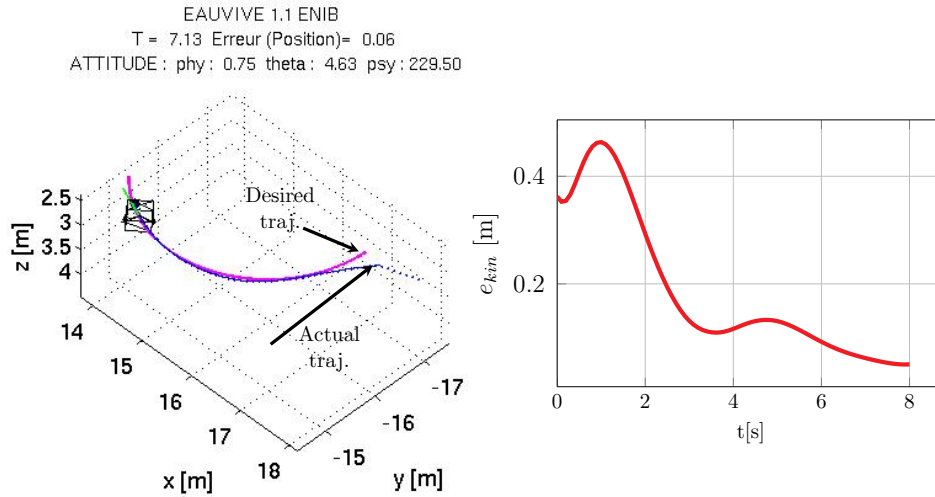 EAUVIVE 1.1 ENIB
T = 7.13 Erreur (Position)= 0.06
ATTITUDE : phy : 0.75 theta : 4.63 psy : 229.50
Desired
traj.
2.5
3
3.5
4
z [m]
14
15
16
17
18
x [m]
-17
-16
-15
y [m]
Actual
traj.
0.4
0.2
e_kin [m]
0 2 4 6 8
t[s]